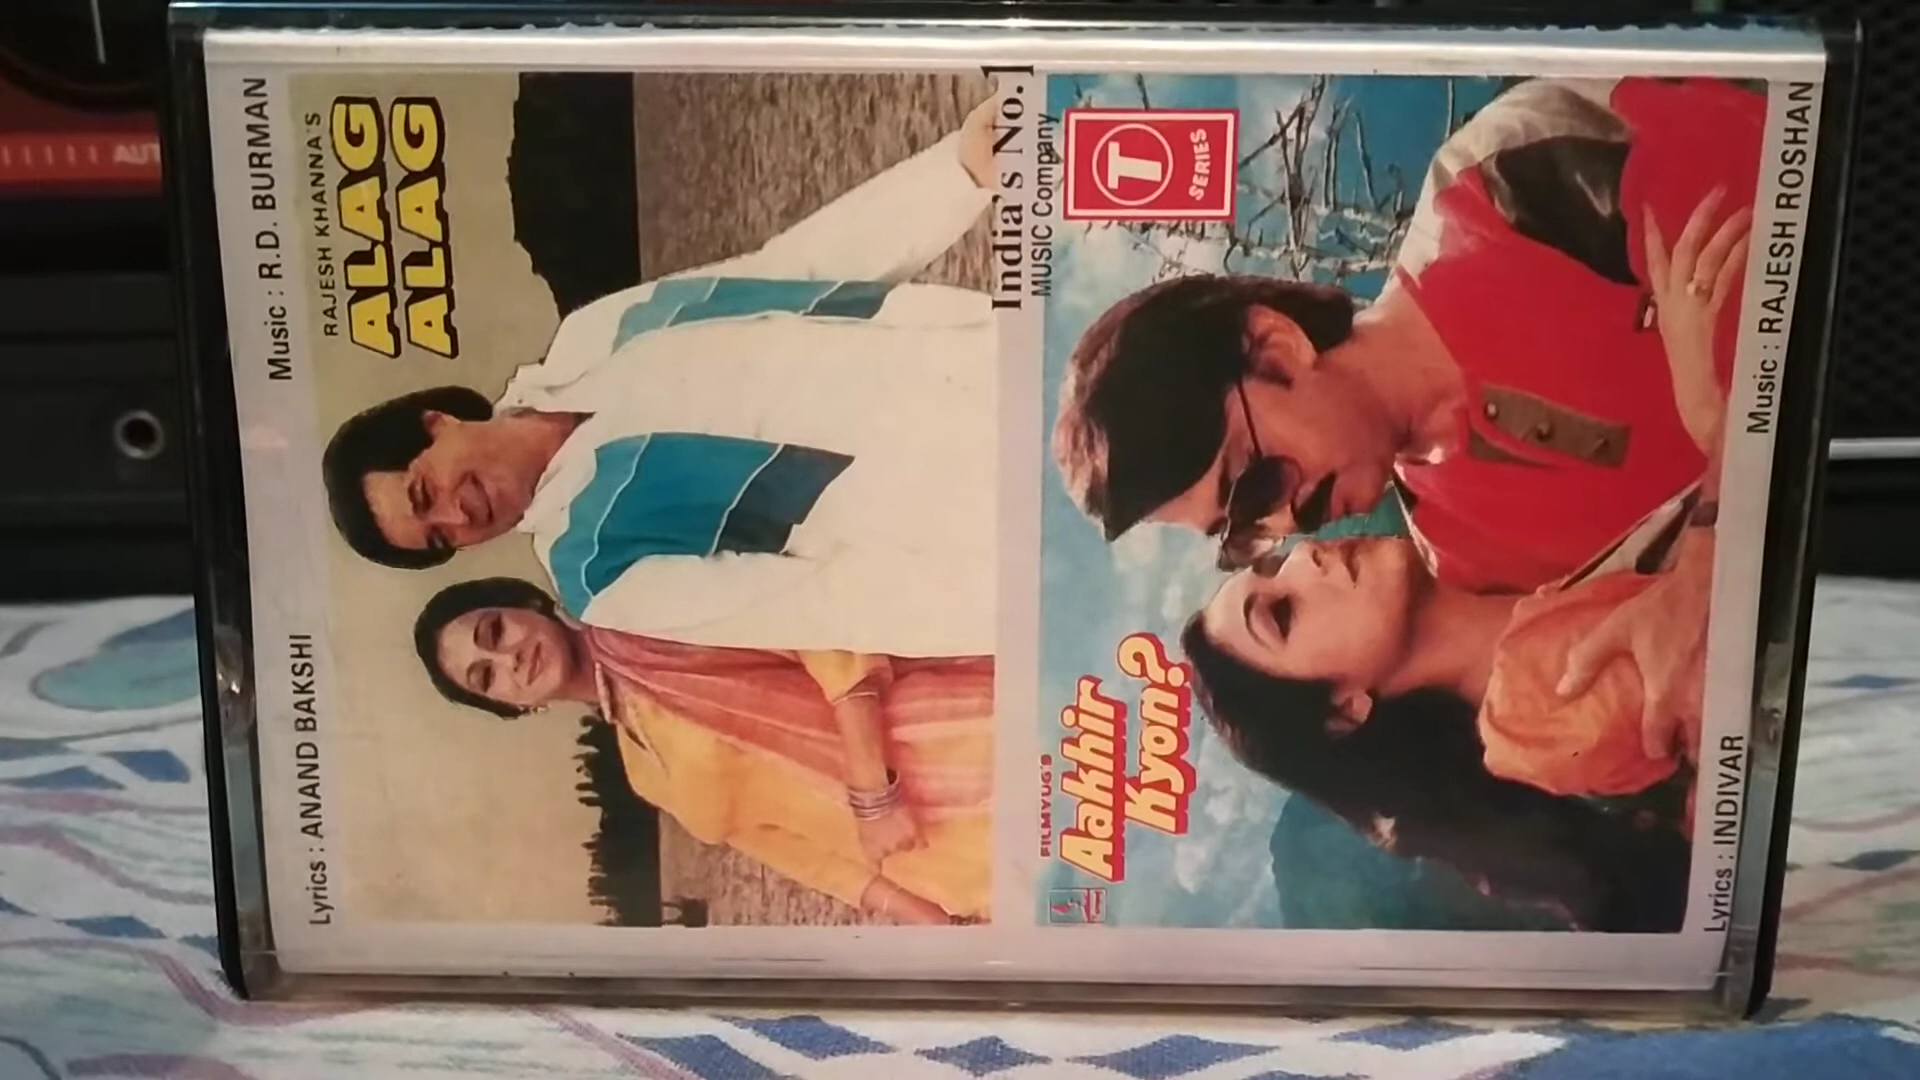 Lyrics : ANAND BAKSHI
Music : R.D. BURMAN
RAJESH KHANNA'S
ALAG
ALAG
India's No.1
MUSIC Company
T
SERIES
FILMYUG'S
Aakhir
Kyon?
Lyrics : INDIVAR
Music : RAJESH ROSHAN
AUT